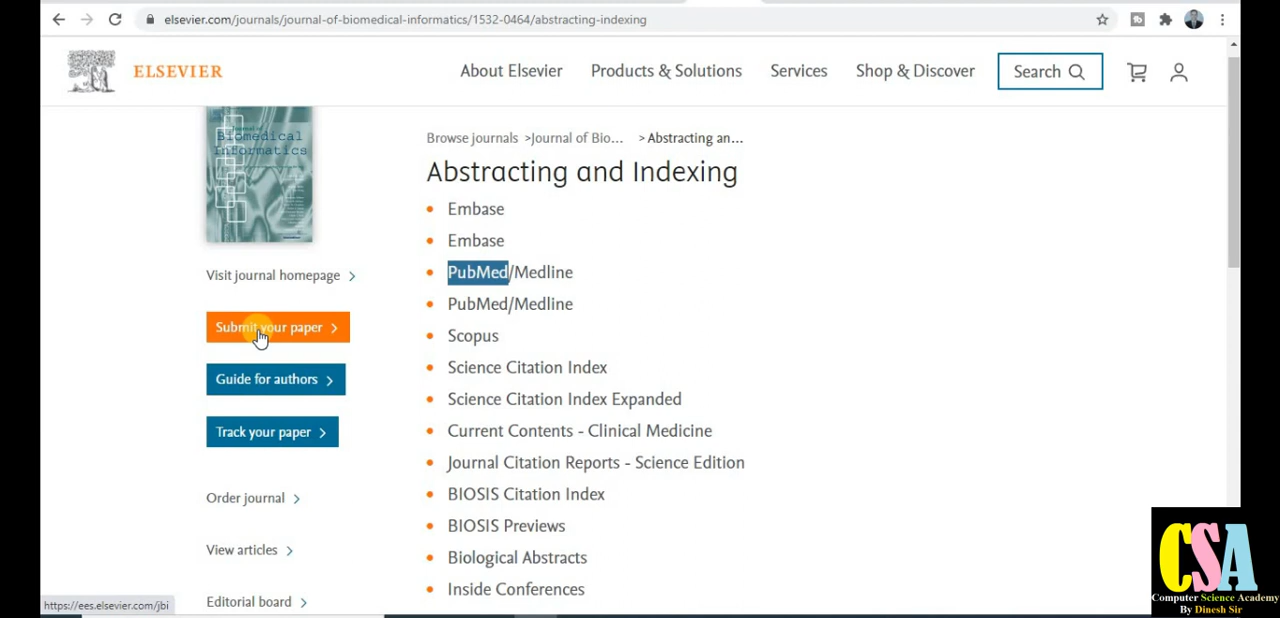 elsevier.com/journals/journal-of-biomedical-informatics/1532-0464/abstracting-indexing
ELSEVIER
About Elsevier
Products & Solutions
Services
Shop & Discover
Search
Biomedical
Informatics
Browse journals >Journal of Bio... > Abstracting an...
Abstracting and Indexing
Embase
Embase
PubMed/Medline
PubMed/Medline
Scopus
Science Citation Index
Science Citation Index Expanded
Current Contents - Clinical Medicine
Journal Citation Reports - Science Edition
BIOSIS Citation Index
BIOSIS Previews
Biological Abstracts
Inside Conferences
Visit journal homepage >
Submit your paper >
Guide for authors >
Track your paper >
Order journal >
View articles >
Editorial board >
https://ees.elsevier.com/jbi
CSA
Computer Science Academy
By Dinesh Sir